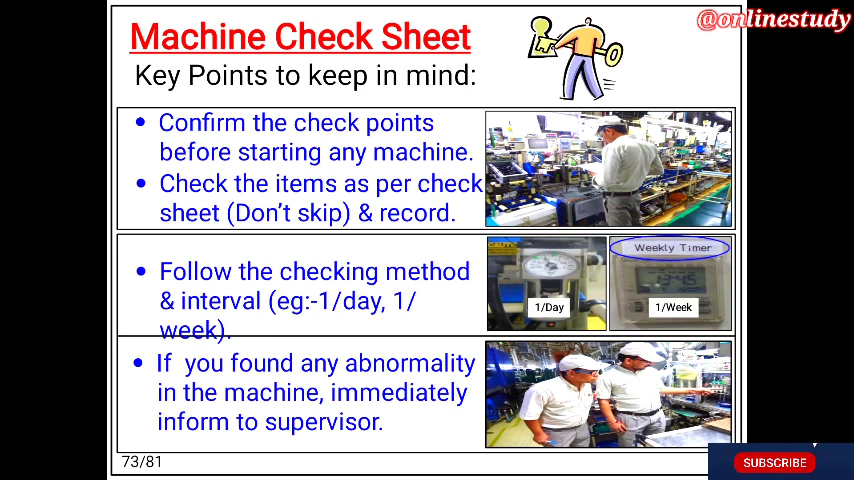 @onlinestudy
Machine Check Sheet
Key Points to keep in mind:
• Confirm the check points
before starting any machine.
• Check the items as per check
sheet (Don't skip) & record.
Weekly Timer
• Follow the checking method
& interval (eg:-1/day, 1/
week).
1/Day
1/Week
• If you found any abnormality
in the machine, immediately
inform to supervisor.
73/81
SUBSCRIBE